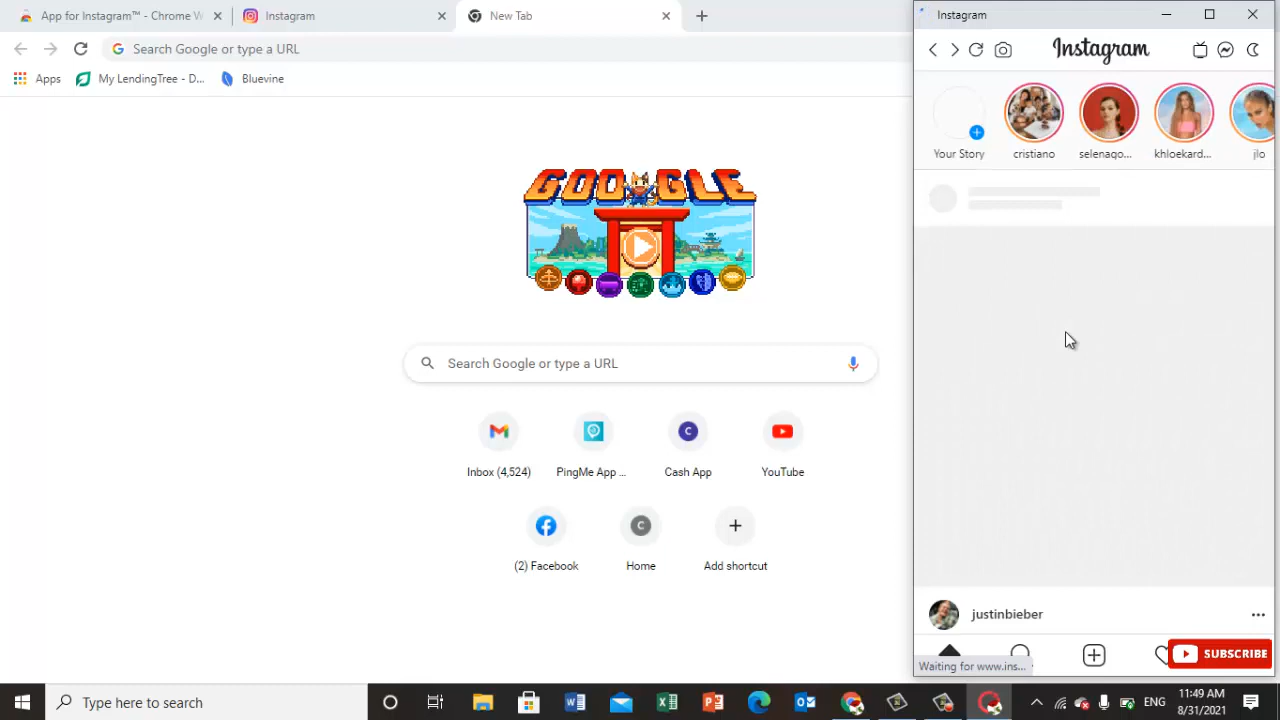 App for Instagram™ - Chrome W
Instagram
New Tab
Search Google or type a URL
Apps
My LendingTree - D...
Bluevine
GOOGLE
Search Google or type a URL
Inbox (4,524)
PingMe App ...
Cash App
YouTube
(2) Facebook
Home
Add shortcut
Instagram
Instagram
Your Story
cristiano
selenago...
khloekard...
jlo
justinbieber
Waiting for www.ins...
SUBSCRIBE
Type here to search
ENG
11:49 AM
8/31/2021